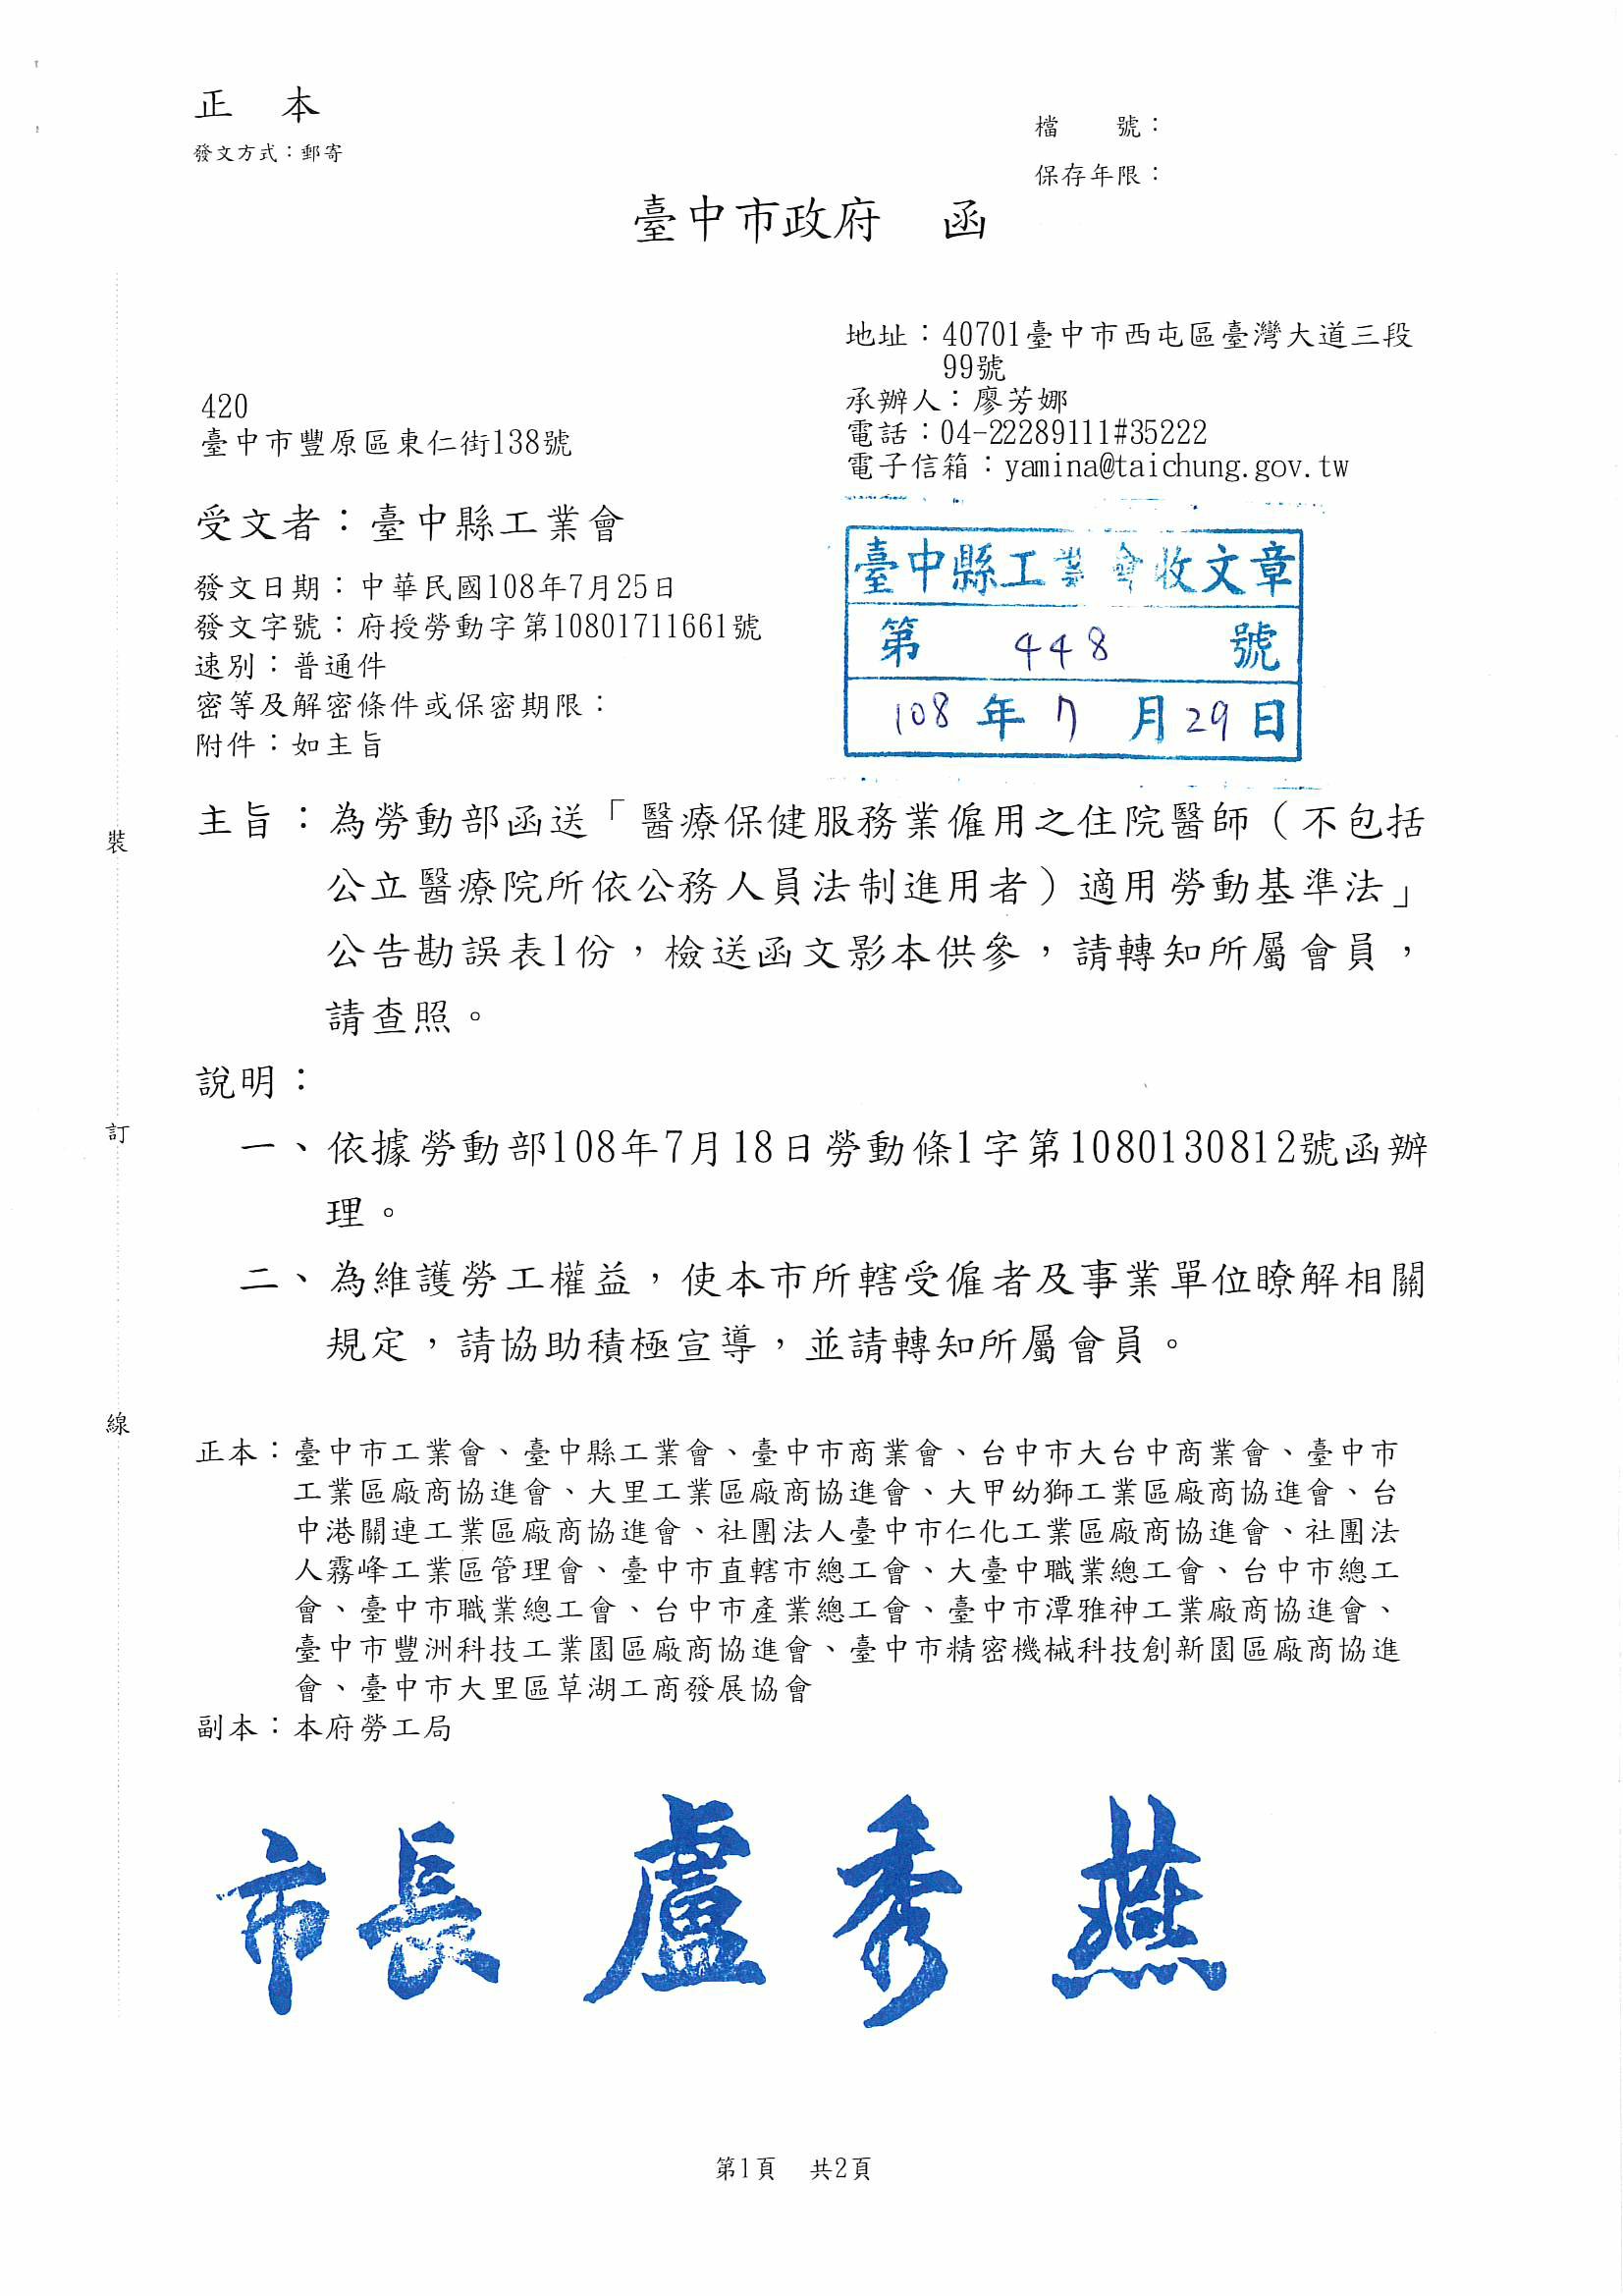 正　本
發文方式：郵寄
檔　　號：
保存年限：
臺中市政府　函
地址：40701臺中市西屯區臺灣大道三段
99號
承辦人：廖芳娜
電話：04-22289111#35222
電子信箱：yamina@taichung.gov.tw
420
臺中市豐原區東仁街138號
受文者：臺中縣工業會
發文日期：中華民國108年7月25日
發文字號：府授勞動字第10801711661號
速別：普通件
密等及解密條件或保密期限：
附件：如主旨
臺中縣工業會收文章
第 448 號
108 年 7 月 29 日
主旨：為勞動部函送「醫療保健服務業僱用之住院醫師（不包括
公立醫療院所依公務人員法制進用者）適用勞動基準法」
公告勘誤表1份，檢送函文影本供參，請轉知所屬會員，
請查照。
說明：
一、依據勞動部108年7月18日勞動條1字第1080130812號函辦
理。
二、為維護勞工權益，使本市所轄受僱者及事業單位瞭解相關
規定，請協助積極宣導，並請轉知所屬會員。
正本：臺中市工業會、臺中縣工業會、臺中市商業會、台中市大台中商業會、臺中市
工業區廠商協進會、大里工業區廠商協進會、大甲幼獅工業區廠商協進會、台
中港關連工業區廠商協進會、社團法人臺中市仁化工業區廠商協進會、社團法
人霧峰工業區管理會、臺中市直轄市總工會、大臺中職業總工會、台中市總工
會、臺中市職業總工會、台中市產業總工會、臺中市潭雅神工業廠商協進會、
臺中市豐洲科技工業園區廠商協進會、臺中市精密機械科技創新園區廠商協進
會、臺中市大里區草湖工商發展協會
副本：本府勞工局
裝
訂
線
市長 盧秀燕
第1頁　共2頁